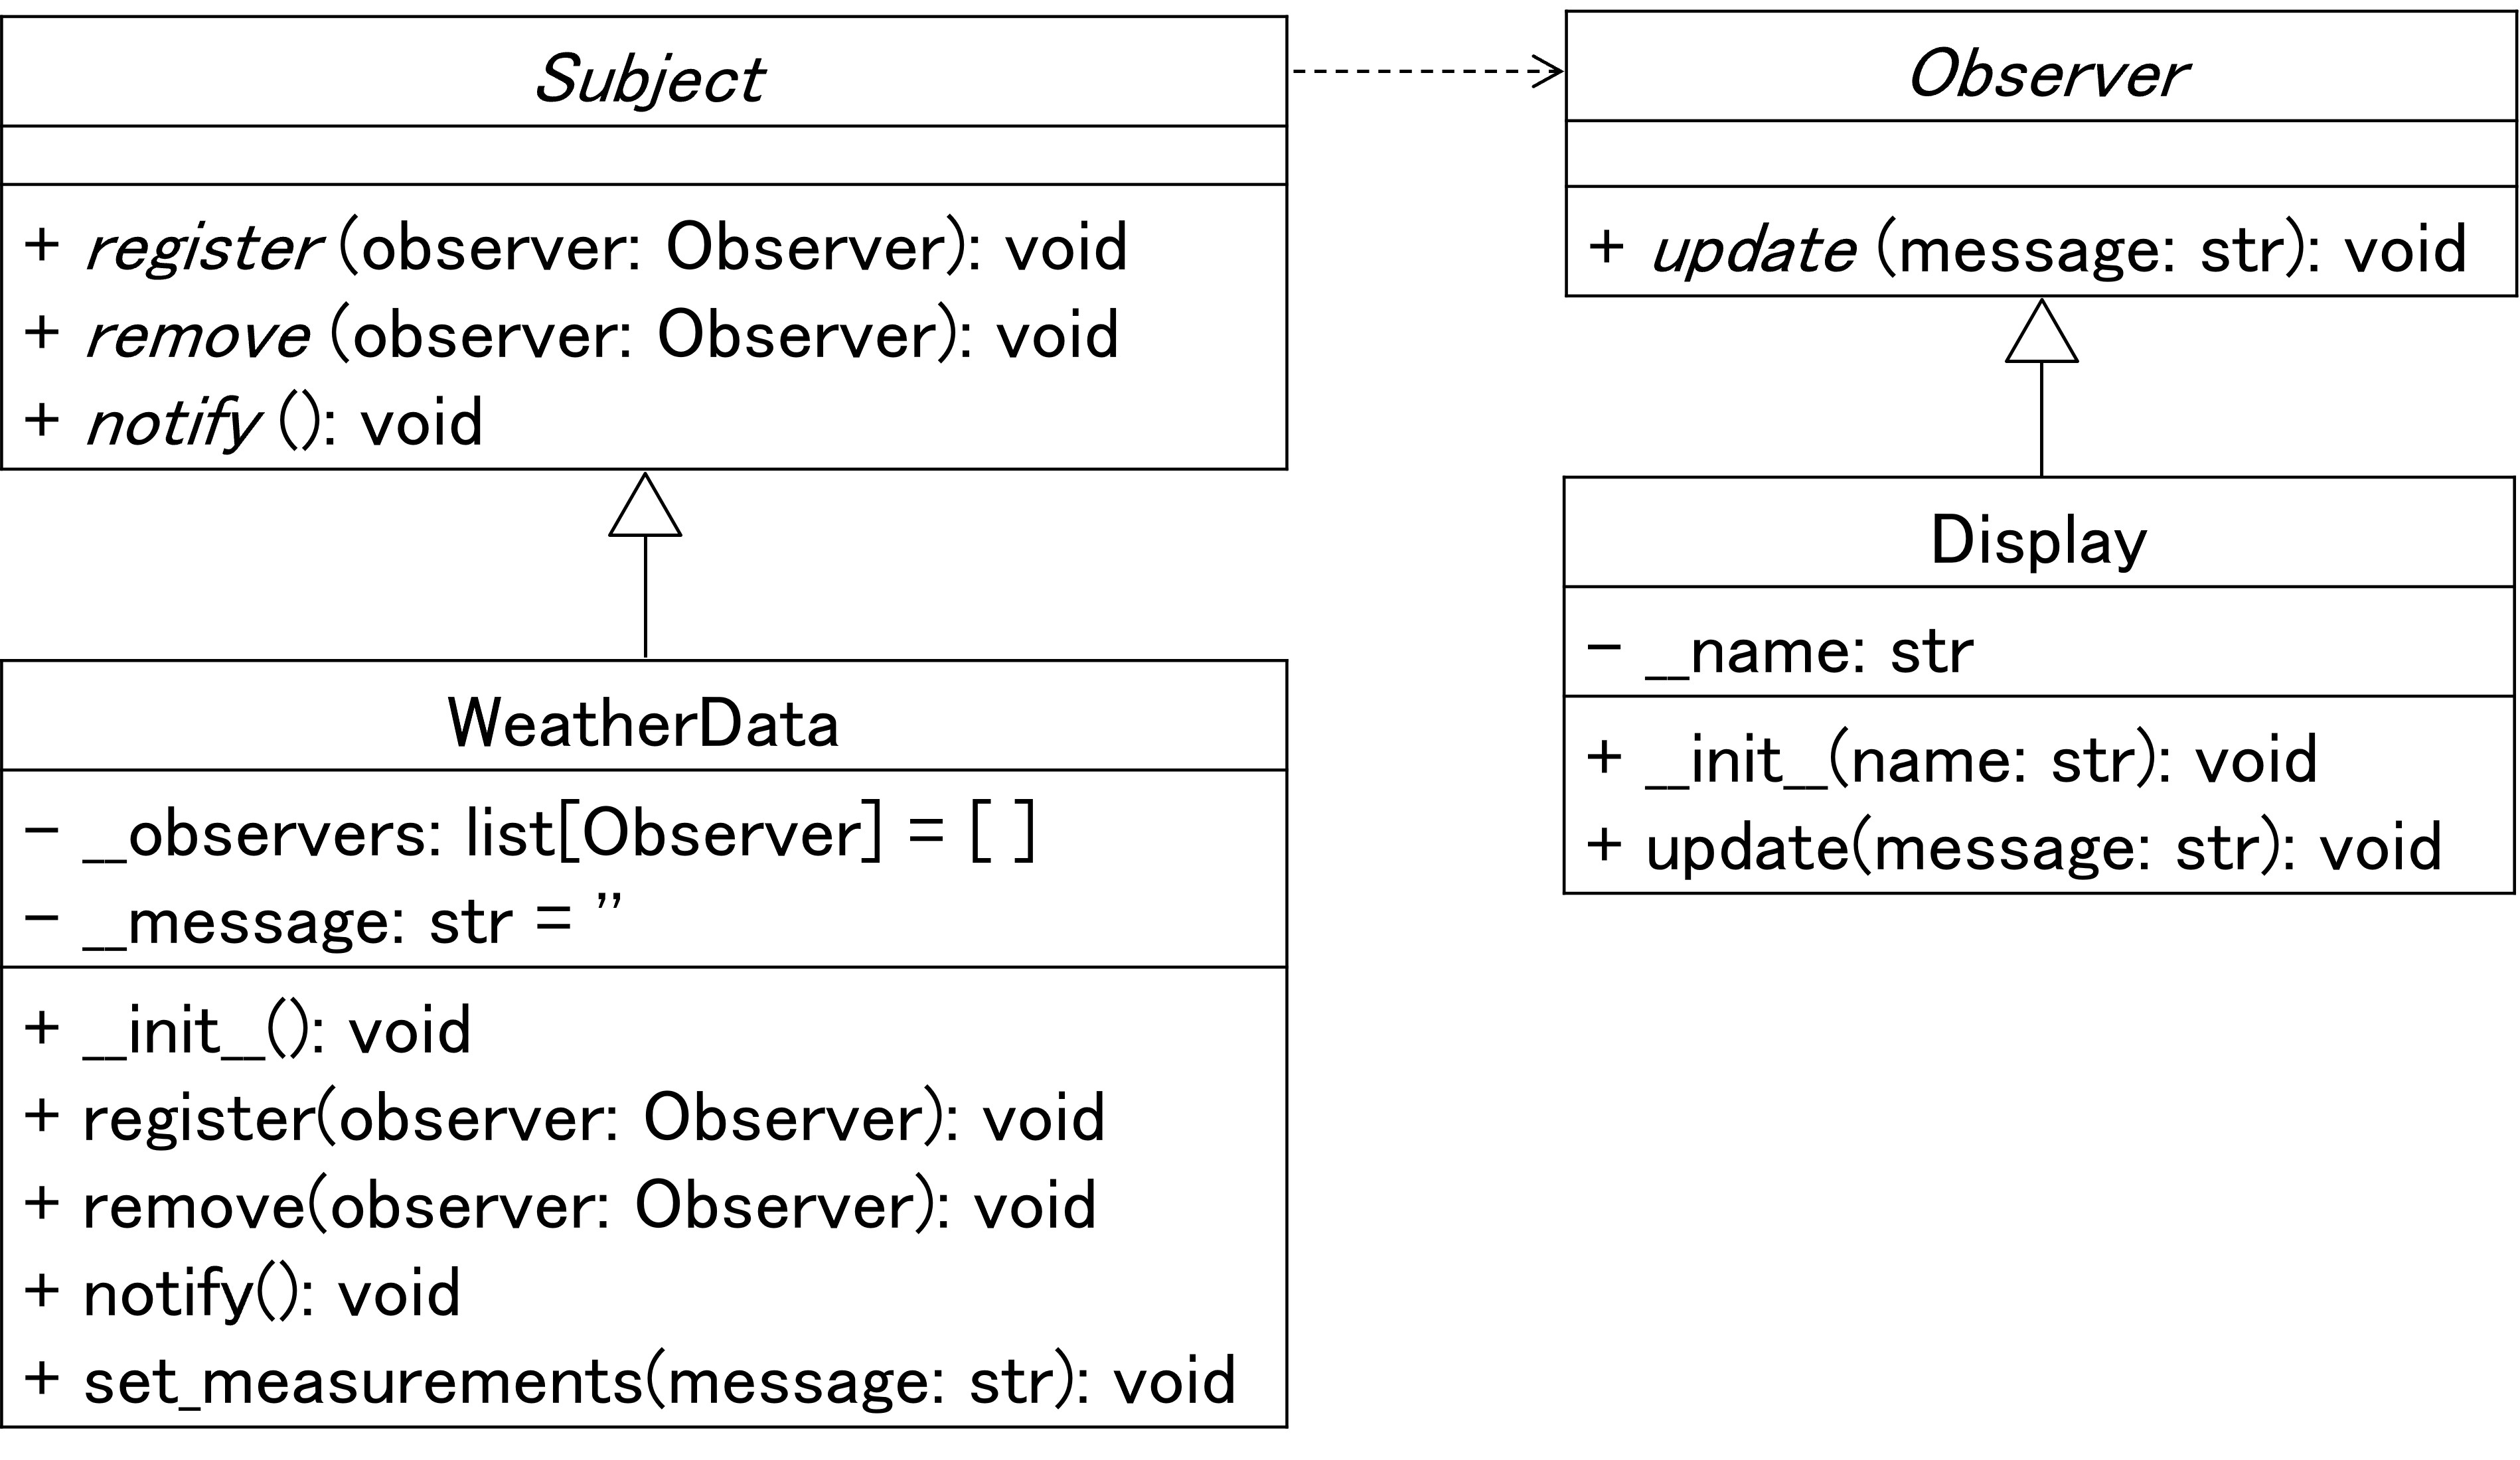 Subject
+ register (observer: Observer): void
+ remove (observer: Observer): void
+ notify (): void
Observer
+ update (message: str): void
WeatherData
− __observers: list[Observer] = [ ]
− __message: str = ’’
+ __init__(): void
+ register(observer: Observer): void
+ remove(observer: Observer): void
+ notify(): void
+ set_measurements(message: str): void
Display
− __name: str
+ __init__(name: str): void
+ update(message: str): void